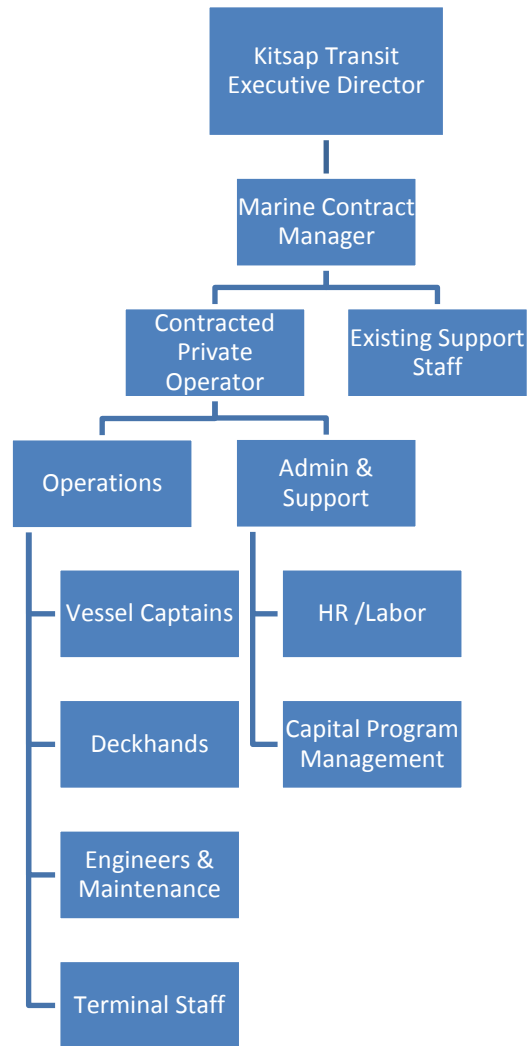 Kitsap Transit
Executive Director
Marine Contract
Manager
Contracted
Private
Operator
Existing Support
Staff
Operations
Admin &
Support
Vessel Captains
HR /Labor
Deckhands
Capital Program
Management
Engineers &
Maintenance
Terminal Staff